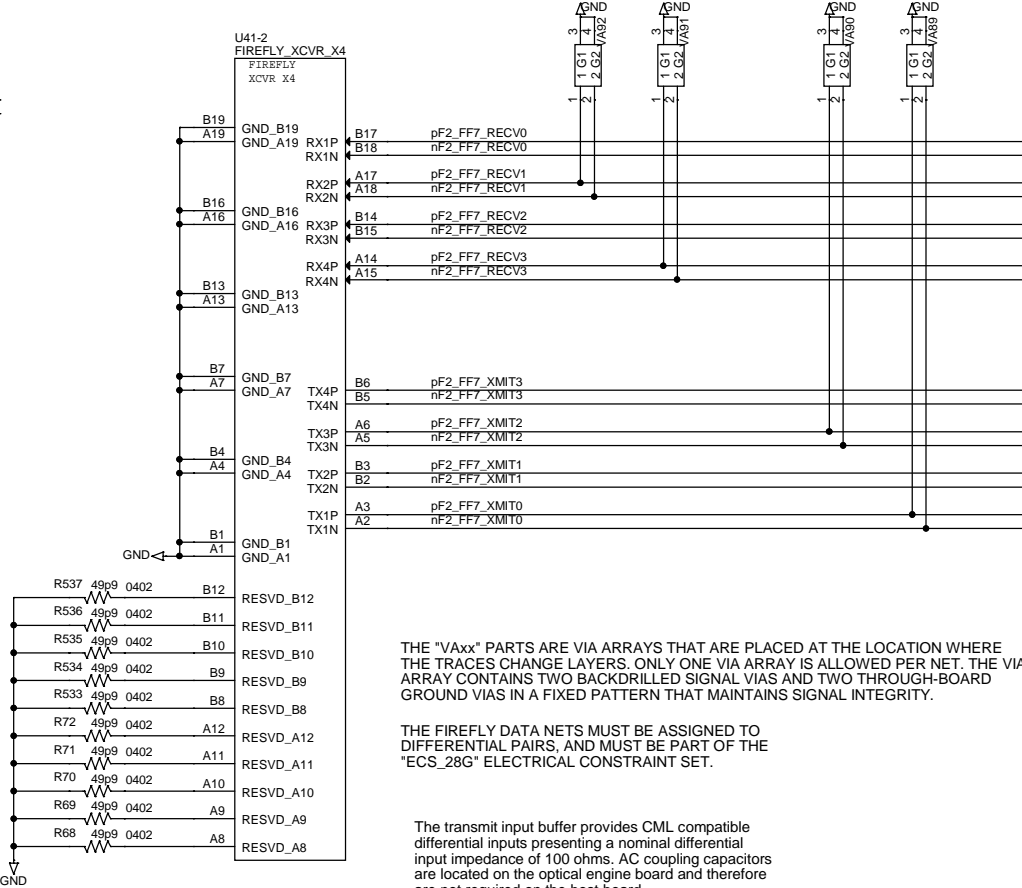 GND GND GND GND
3 4 VA92 3 4 VA91 3 4 VA90 3 4 VA89
1 G1 1 G1 1 G1 1 G1
2 G2 2 G2 2 G2 2 G2
1 2 1 2 1 2 1 2
U41-2
FIREFLY_XCVR_X4
FIREFLY
XCVR X4
B19 GND_B19
A19 GND_A19 RX1P B17 pF2_FF7_RECV0
RX1N B18 nF2_FF7_RECV0
RX2P A17 pF2_FF7_RECV1
RX2N A18 nF2_FF7_RECV1
B16 GND_B16
A16 GND_A16 RX3P B14 pF2_FF7_RECV2
RX3N B15 nF2_FF7_RECV2
RX4P A14 pF2_FF7_RECV3
RX4N A15 nF2_FF7_RECV3
B13 GND_B13
A13 GND_A13
B7 GND_B7
A7 GND_A7 TX4P B6 pF2_FF7_XMIT3
TX4N B5 nF2_FF7_XMIT3
TX3P A6 pF2_FF7_XMIT2
TX3N A5 nF2_FF7_XMIT2
B4 GND_B4
A4 GND_A4 TX2P B3 pF2_FF7_XMIT1
TX2N B2 nF2_FF7_XMIT1
TX1P A3 pF2_FF7_XMIT0
TX1N A2 nF2_FF7_XMIT0
B1 GND_B1
GND A1 GND_A1
R537 49p9 0402 B12 RESVD_B12
R536 49p9 0402 B11 RESVD_B11
R535 49p9 0402 B10 RESVD_B10
R534 49p9 0402 B9 RESVD_B9
R533 49p9 0402 B8 RESVD_B8
R72 49p9 0402 A12 RESVD_A12
R71 49p9 0402 A11 RESVD_A11
R70 49p9 0402 A10 RESVD_A10
R69 49p9 0402 A9 RESVD_A9
R68 49p9 0402 A8 RESVD_A8
GND
THE "VAxx" PARTS ARE VIA ARRAYS THAT ARE PLACED AT THE LOCATION WHERE
THE TRACES CHANGE LAYERS. ONLY ONE VIA ARRAY IS ALLOWED PER NET. THE VIA
ARRAY CONTAINS TWO BACKDRILLED SIGNAL VIAS AND TWO THROUGH-BOARD
GROUND VIAS IN A FIXED PATTERN THAT MAINTAINS SIGNAL INTEGRITY.
THE FIREFLY DATA NETS MUST BE ASSIGNED TO
DIFFERENTIAL PAIRS, AND MUST BE PART OF THE
"ECS_28G" ELECTRICAL CONSTRAINT SET.
The transmit input buffer provides CML compatible
differential inputs presenting a nominal differential
input impedance of 100 ohms. AC coupling capacitors
are located on the optical engine board and therefore
are not required on the host board